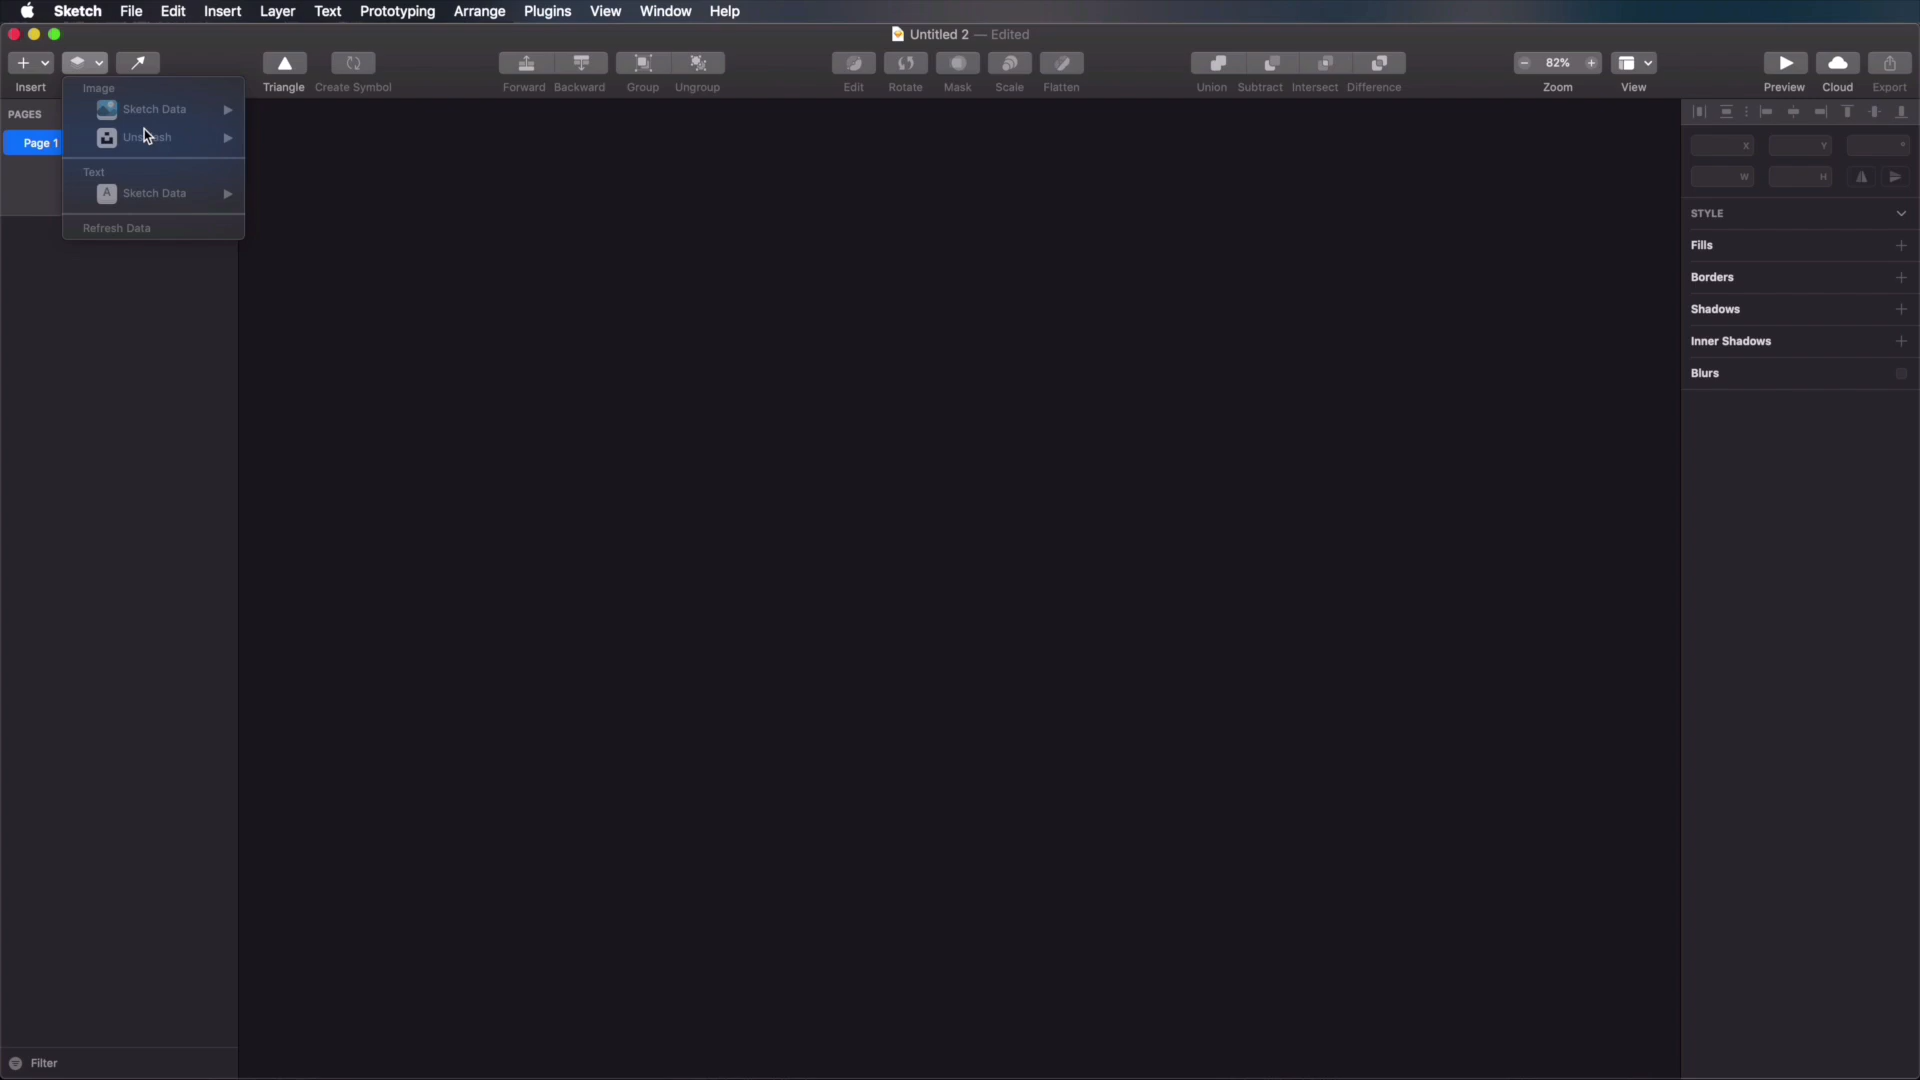 Sketch File Edit Insert Layer Text Prototyping Arrange Plugins View Window Help
Untitled 2 — Edited
82%
Insert Triangle Create Symbol Forward Backward Group Ungroup Edit Rotate Mask Scale Flatten Union Subtract Intersect Difference Zoom View Preview Cloud Export
Image
Sketch Data
PAGES
Page 1
Text
A Sketch Data
Refresh Data
X Y °
W H
STYLE
Fills
Borders
Shadows
Inner Shadows
Blurs
Filter